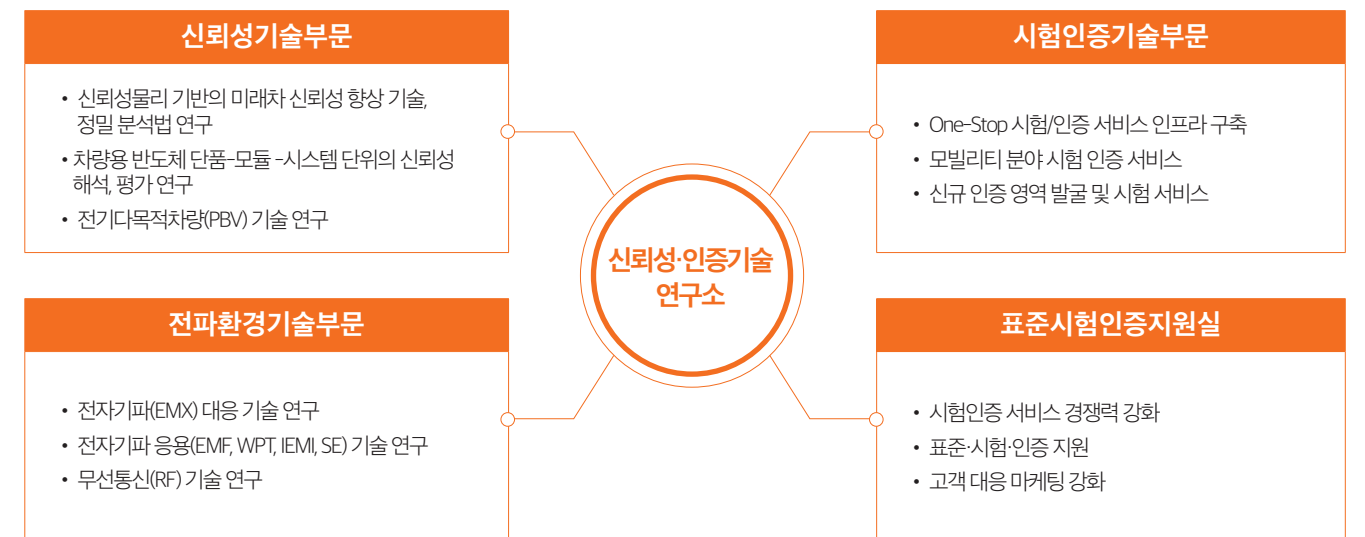 신뢰성기술부문
• 신뢰성물리 기반의 미래차 신뢰성 향상 기술,
정밀 분석법 연구
• 차량용 반도체 단품-모듈 -시스템 단위의 신뢰성
해석, 평가 연구
• 전기다목적차량(PBV) 기술 연구
시험인증기술부문
• One-Stop 시험/인증 서비스 인프라 구축
• 모빌리티 분야 시험 인증 서비스
• 신규 인증 영역 발굴 및 시험 서비스
신뢰성·인증기술
연구소
전파환경기술부문
• 전자기파(EMX) 대응 기술 연구
• 전자기파 응용(EMF, WPT, IEMI, SE) 기술 연구
• 무선통신(RF) 기술 연구
표준시험인증지원실
• 시험인증 서비스 경쟁력 강화
• 표준·시험·인증 지원
• 고객 대응 마케팅 강화